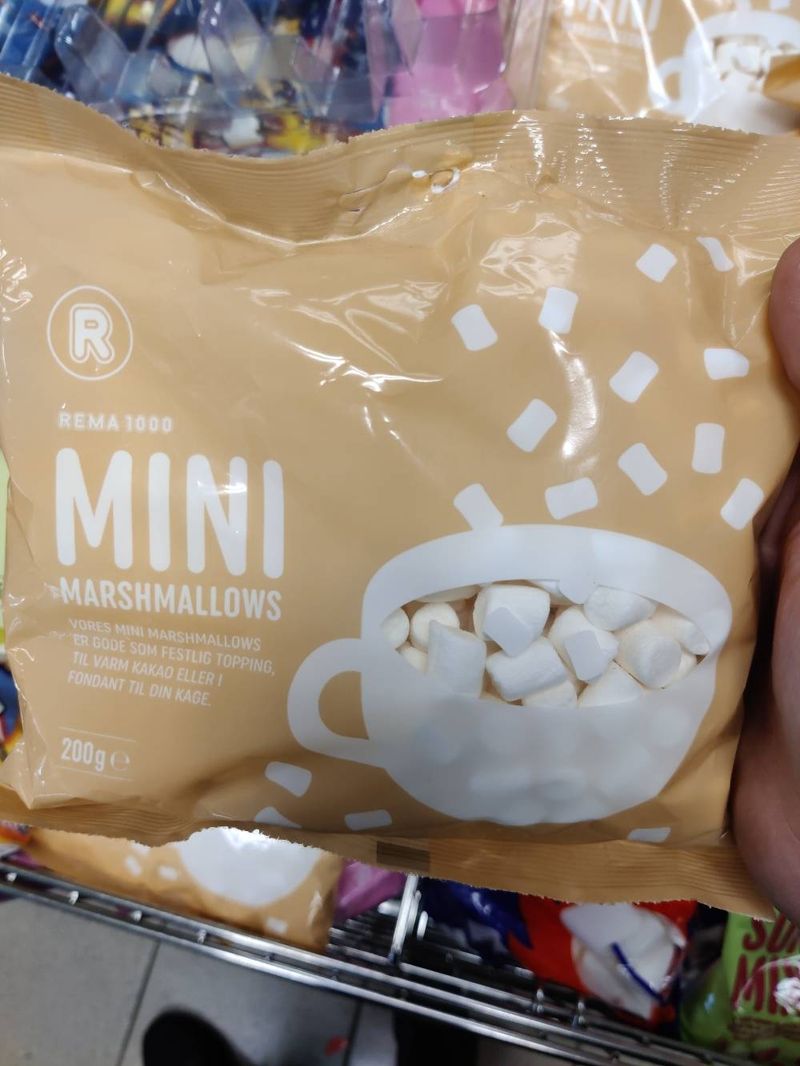 MINI
R
REMA 1000
MINI
MARSHMALLOWS
VORES MINI MARSHMALLOWS
ER GODE SOM FESTLIG TOPPING,
TIL VARM KAKAO ELLER I
FONDANT TIL DIN KAGE.
200g ℮